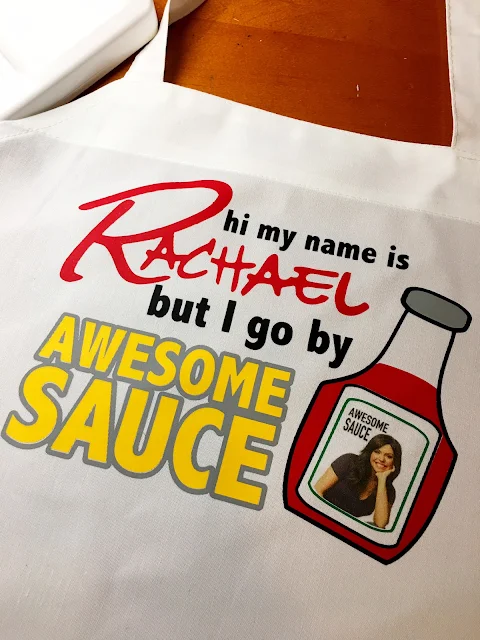 hi my name is
RACHAEL
but I go by
AWESOME
SAUCE
AWESOME
SAUCE